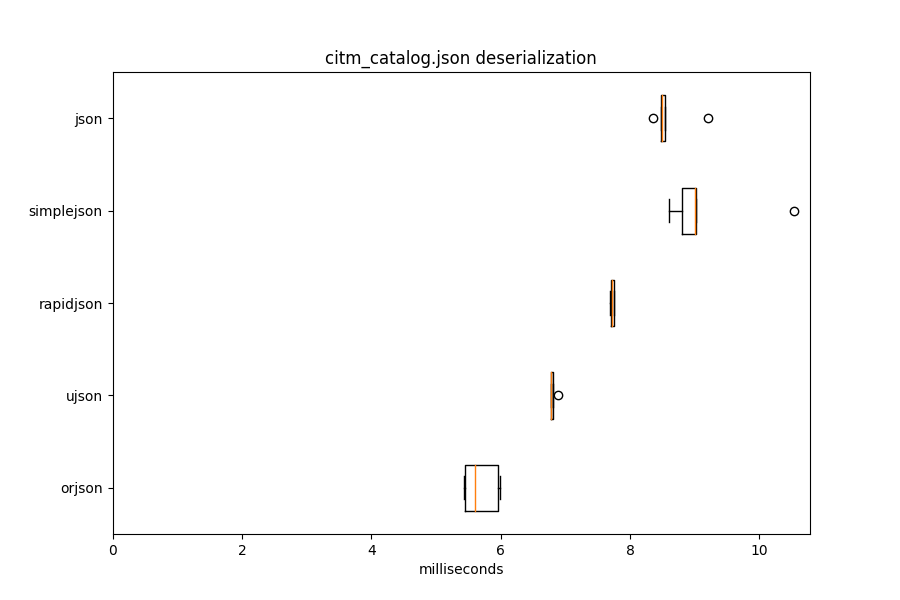 citm_catalog.json deserialization
json
simplejson
rapidjson
ujson
orjson
0 2 4 6 8 10
milliseconds